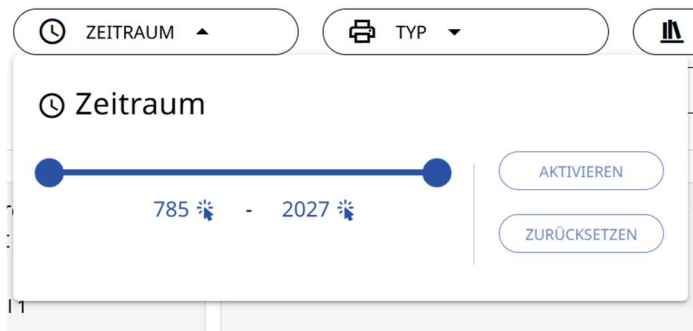 ZEITRAUM TYP
Zeitraum
AKTIVIEREN
785 - 2027
ZURÜCKSETZEN